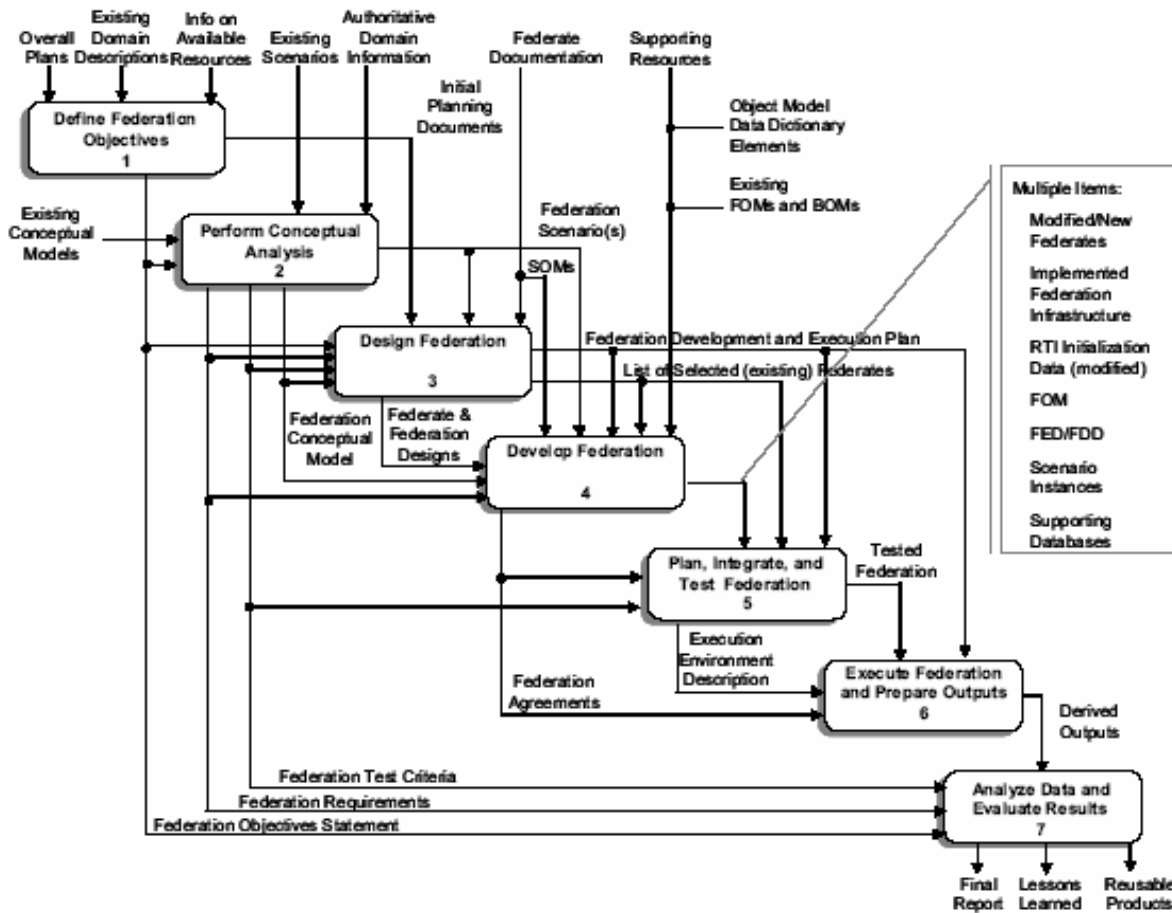 Overall
Plans
Existing
Domain
Descriptions
Info on
Available
Resources
Existing
Scenarios
Authoritative
Domain
Information
Federate
Documentation
Supporting
Resources
Define Federation
Objectives
1
Initial
Planning
Documents
Object Model
Data Dictionary
Elements
Existing
FOMs and BOMs
Existing
Conceptual
Models
Perform Conceptual
Analysis
2
Federation
Scenario(s)
SOMs
Design Federation
3
Federation Development and Execution Plan
List of Selected (existing) Federates
Federation
Conceptual
Model
Federate &
Federation
Designs
Develop Federation
4
Multiple Items:
Modified/New
Federates
Implemented
Federation
Infrastructure
RTI Initialization
Data (modified)
FOM
FED/FDD
Scenario
Instances
Supporting
Databases
Plan, Integrate, and
Test Federation
5
Tested
Federation
Execution
Environment
Description
Federation
Agreements
Execute Federation
and Prepare Outputs
6
Derived
Outputs
Federation Test Criteria
Federation Requirements
Federation Objectives Statement
Analyze Data and
Evaluate Results
7
Final
Report
Lessons
Learned
Reusable
Products